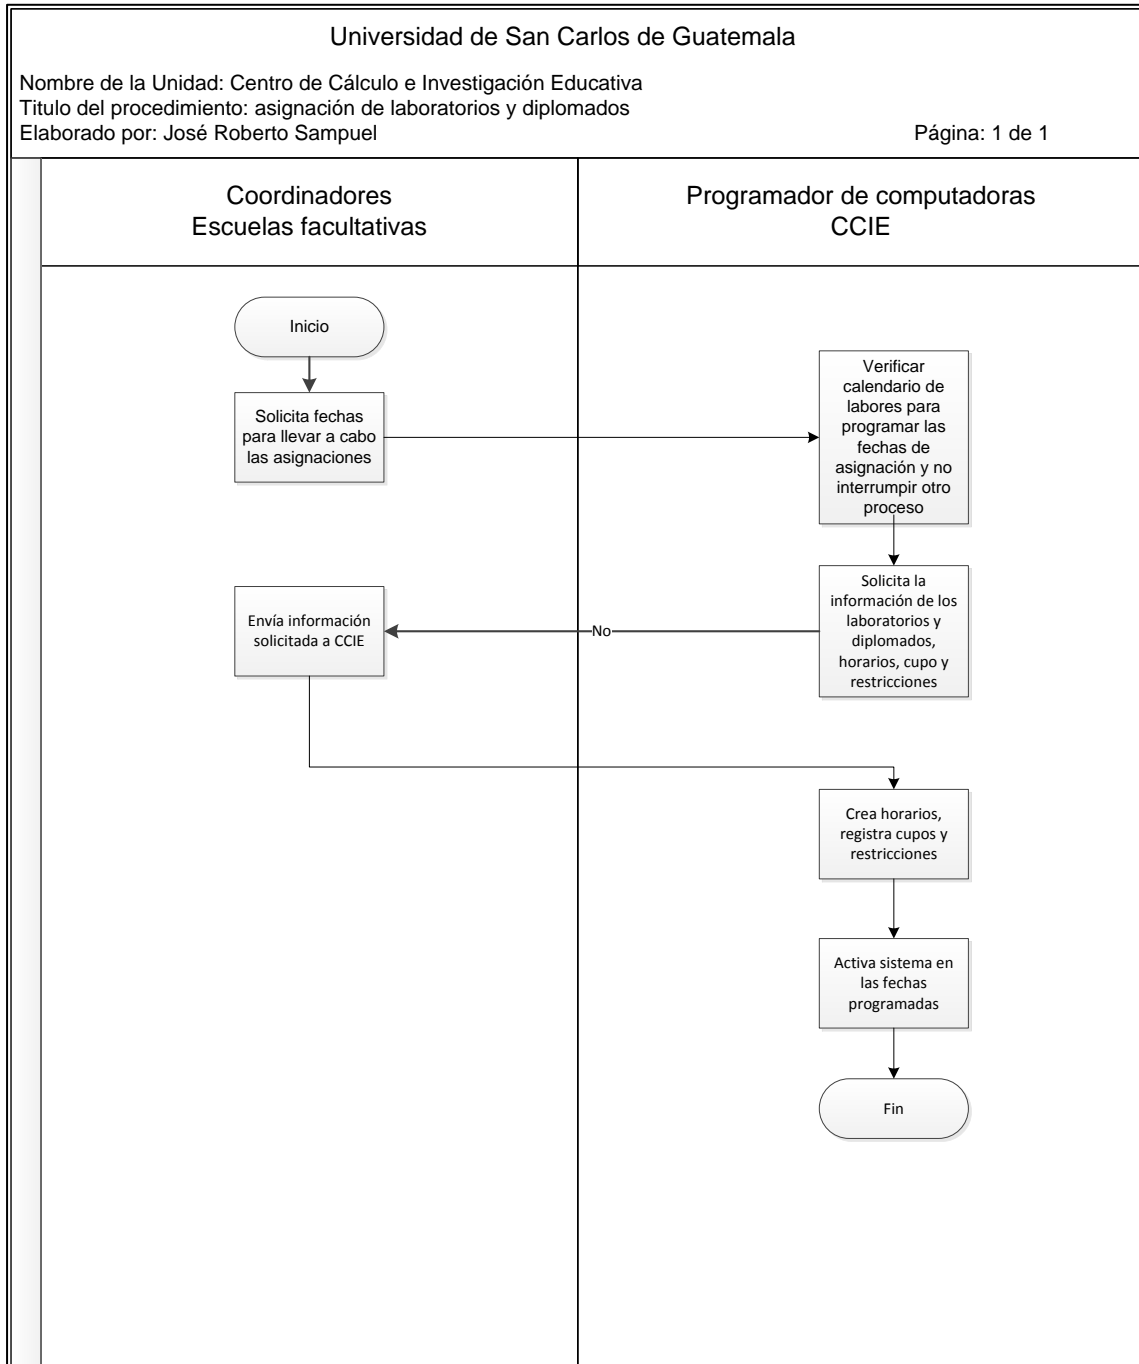 Universidad de San Carlos de Guatemala
Nombre de la Unidad: Centro de Cálculo e Investigación Educativa
Titulo del procedimiento: asignación de laboratorios y diplomados
Elaborado por: José Roberto Sampuel Página: 1 de 1
Coordinadores
Escuelas facultativas
Programador de computadoras
CCIE
Inicio
Solicita fechas
para llevar a cabo
las asignaciones
Verificar
calendario de
labores para
programar las
fechas de
asignación y no
interrumpir otro
proceso
Solicita la
información de los
laboratorios y
diplomados,
horarios, cupo y
restricciones
No
Envía información
solicitada a CCIE
Crea horarios,
registra cupos y
restricciones
Activa sistema en
las fechas
programadas
Fin